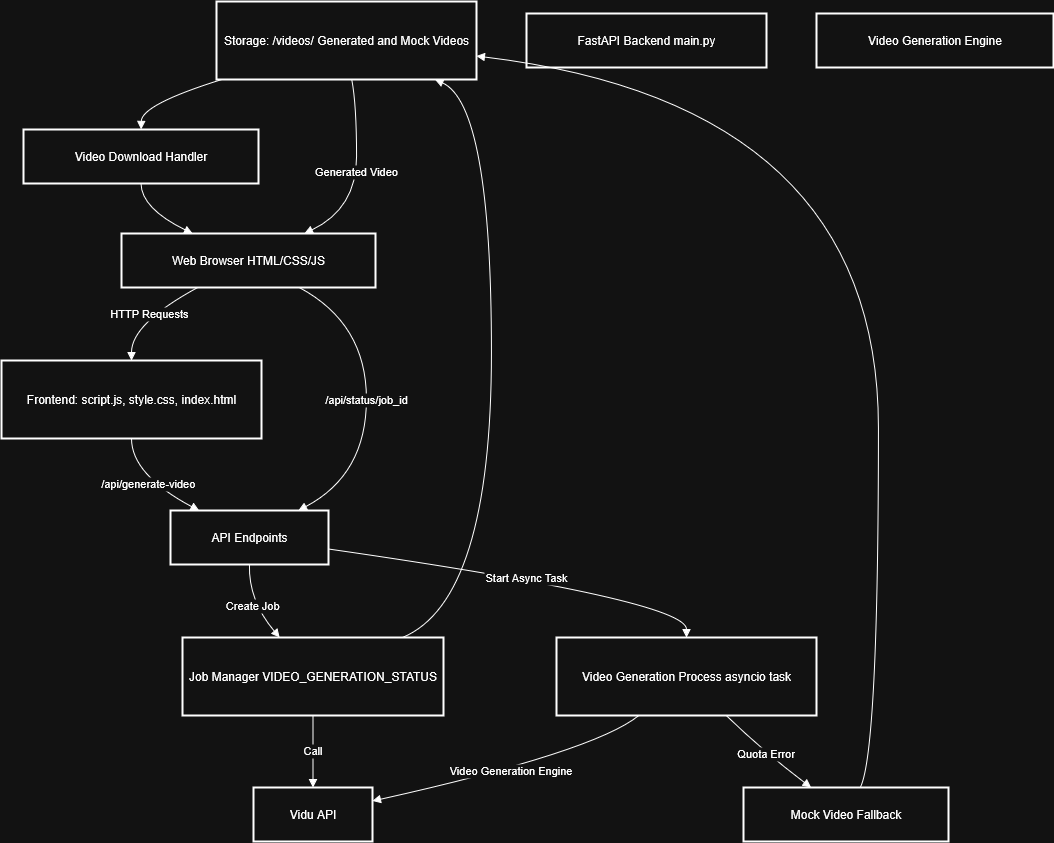 Storage: /videos/ Generated and Mock Videos
FastAPI Backend main.py
Video Generation Engine
Video Download Handler
Generated Video
Web Browser HTML/CSS/JS
HTTP Requests
Frontend: script.js, style.css, index.html
/api/status/job_id
/api/generate-video
API Endpoints
Start Async Task
Create Job
Job Manager VIDEO_GENERATION_STATUS
Video Generation Process asyncio task
Call
Quota Error
Video Generation Engine
Vidu API
Mock Video Fallback